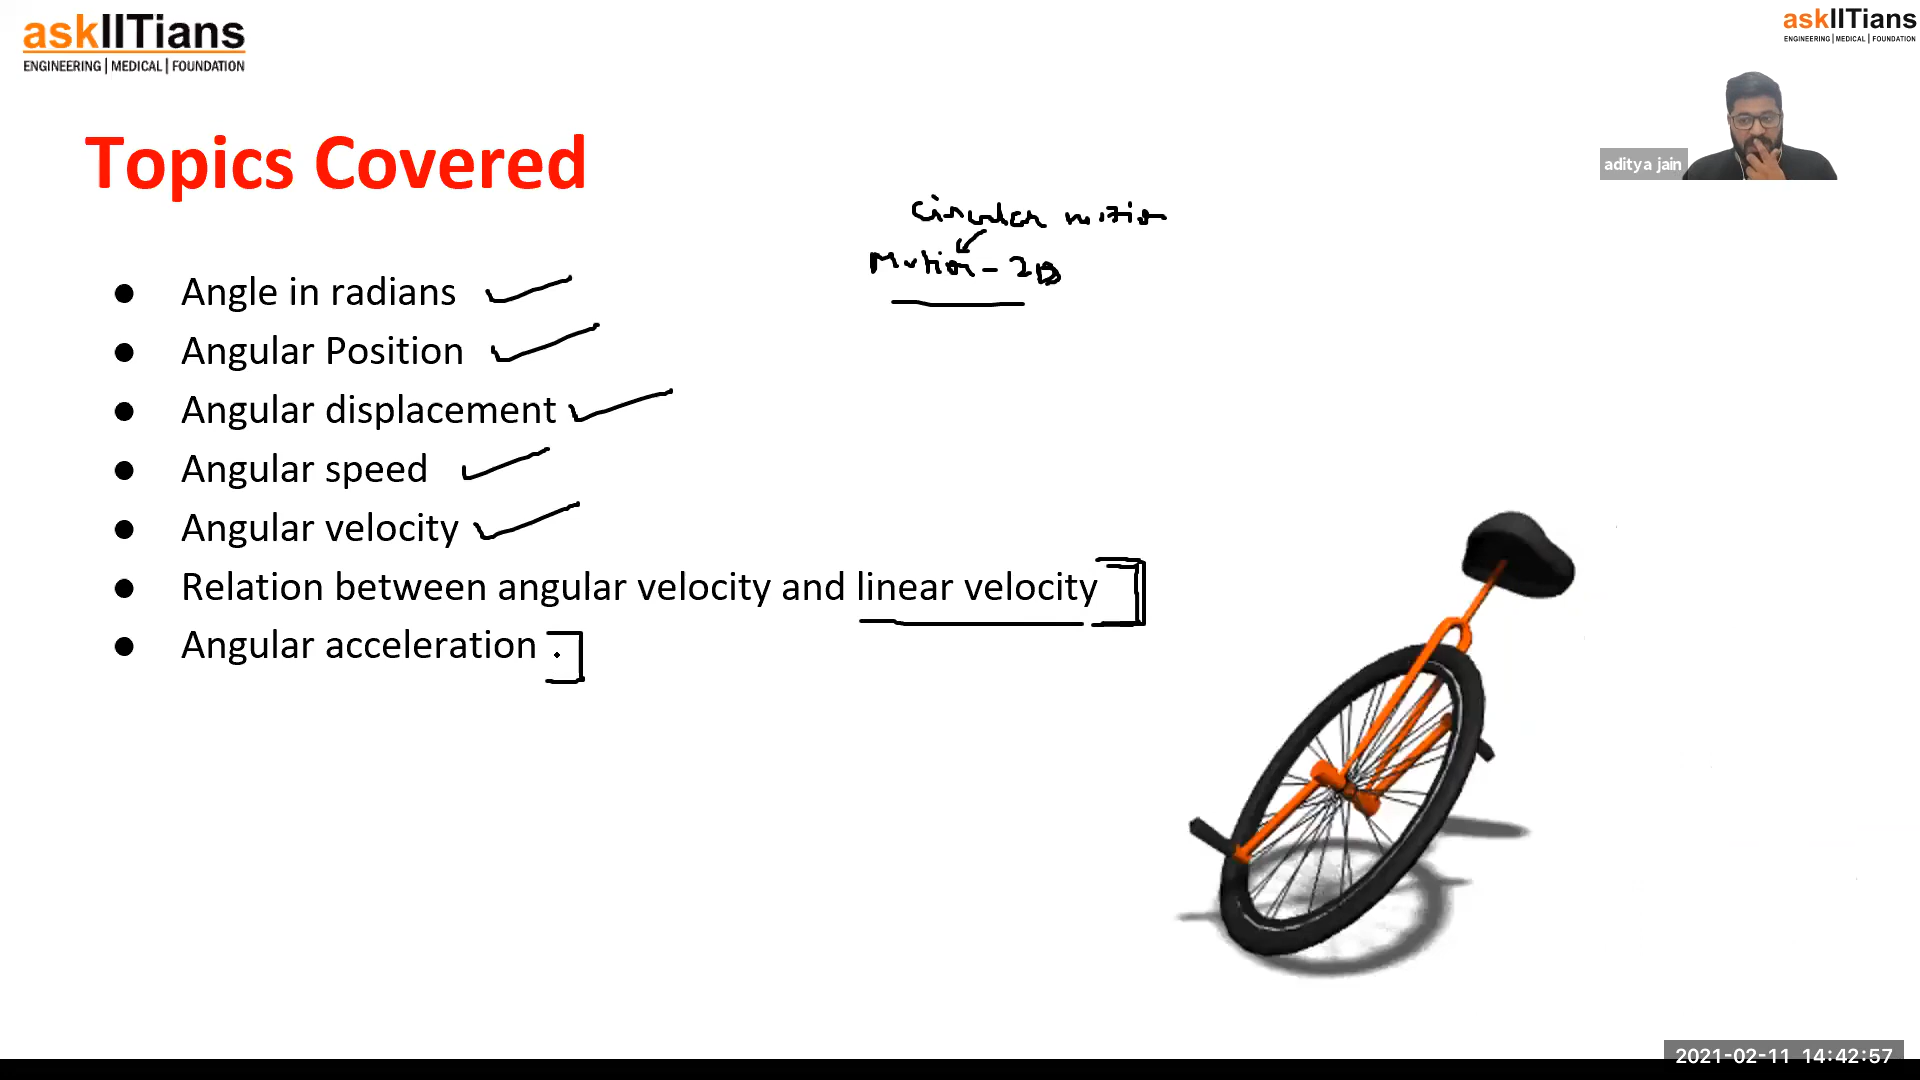 askIITians
ENGINEERING | MEDICAL | FOUNDATION
askIITians
ENGINEERING | MEDICAL | FOUNDATION
aditya jain
Topics Covered
Circular motion
Motion - 2D
● Angle in radians
● Angular Position
● Angular displacement
● Angular speed
● Angular velocity
● Relation between angular velocity and linear velocity
● Angular acceleration
2021-02-11 14:42:57